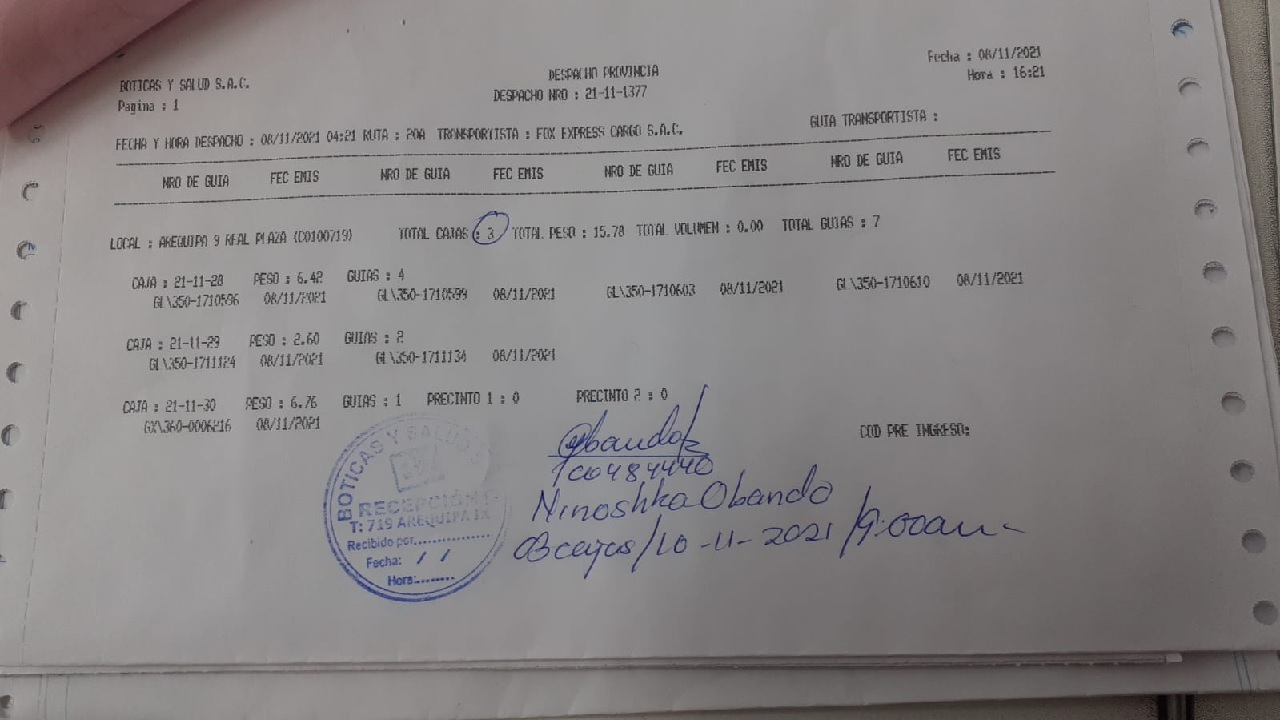 BOTICAS Y SALUD S.A.C. DESPACHO PROVINCIA Fecha : 08/11/2021
Pagina : 1 DESPACHO NRO : 21-11-1377 Hora : 16:21
FECHA Y HORA DESPACHO : 08/11/2021 04:21 RUTA : 20A TRANSPORTISTA : FOX EXPRESS CARGO S.A.C. GUIA TRANSPORTISTA :
NRO DE GUIA FEC EMIS NRO DE GUIA FEC EMIS NRO DE GUIA FEC EMIS NRO DE GUIA FEC EMIS
LOCAL : AREQUIPA 9 REAL PLAZA (C0100719) TOTAL CAJAS : 3 TOTAL PESO : 15.78 TOTAL VOLUMEN : 0.00 TOTAL GUIAS : 7
CAJA : 21-11-28 PESO : 6.42 GUIAS : 4
GL\350-1710596 08/11/2021 GL\350-1710599 08/11/2021 GL\350-1710603 08/11/2021 GL\350-1710610 08/11/2021
CAJA : 21-11-29 PESO : 2.60 GUIAS : 2
GL\350-1711124 08/11/2021 GL\350-1711134 08/11/2021
CAJA : 21-11-30 PESO : 6.76 GUIAS : 1 PRECINTO 1 : 0 PRECINTO 2 : 0
GX\360-0006216 08/11/2021
COD PRE INGRESO:
BOTICAS Y SALUD
RECEPCIÓN
T: 719 AREQUIPA IX
Recibido por
Fecha: / /
Hora:
Obando
Ninoshka Obando
03 cajas/10-11-2021/9:00am